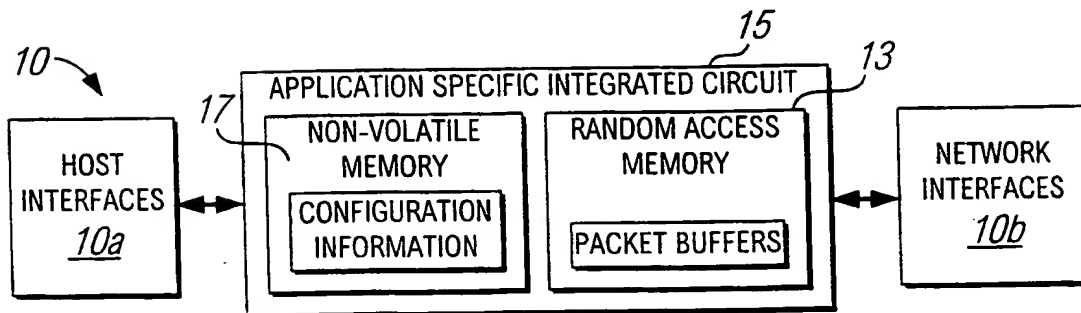 10
15
13
APPLICATION SPECIFIC INTEGRATED CIRCUIT
HOST
INTERFACES
10a
17
NON-VOLATILE
MEMORY
CONFIGURATION
INFORMATION
RANDOM ACCESS
MEMORY
PACKET BUFFERS
NETWORK
INTERFACES
10b